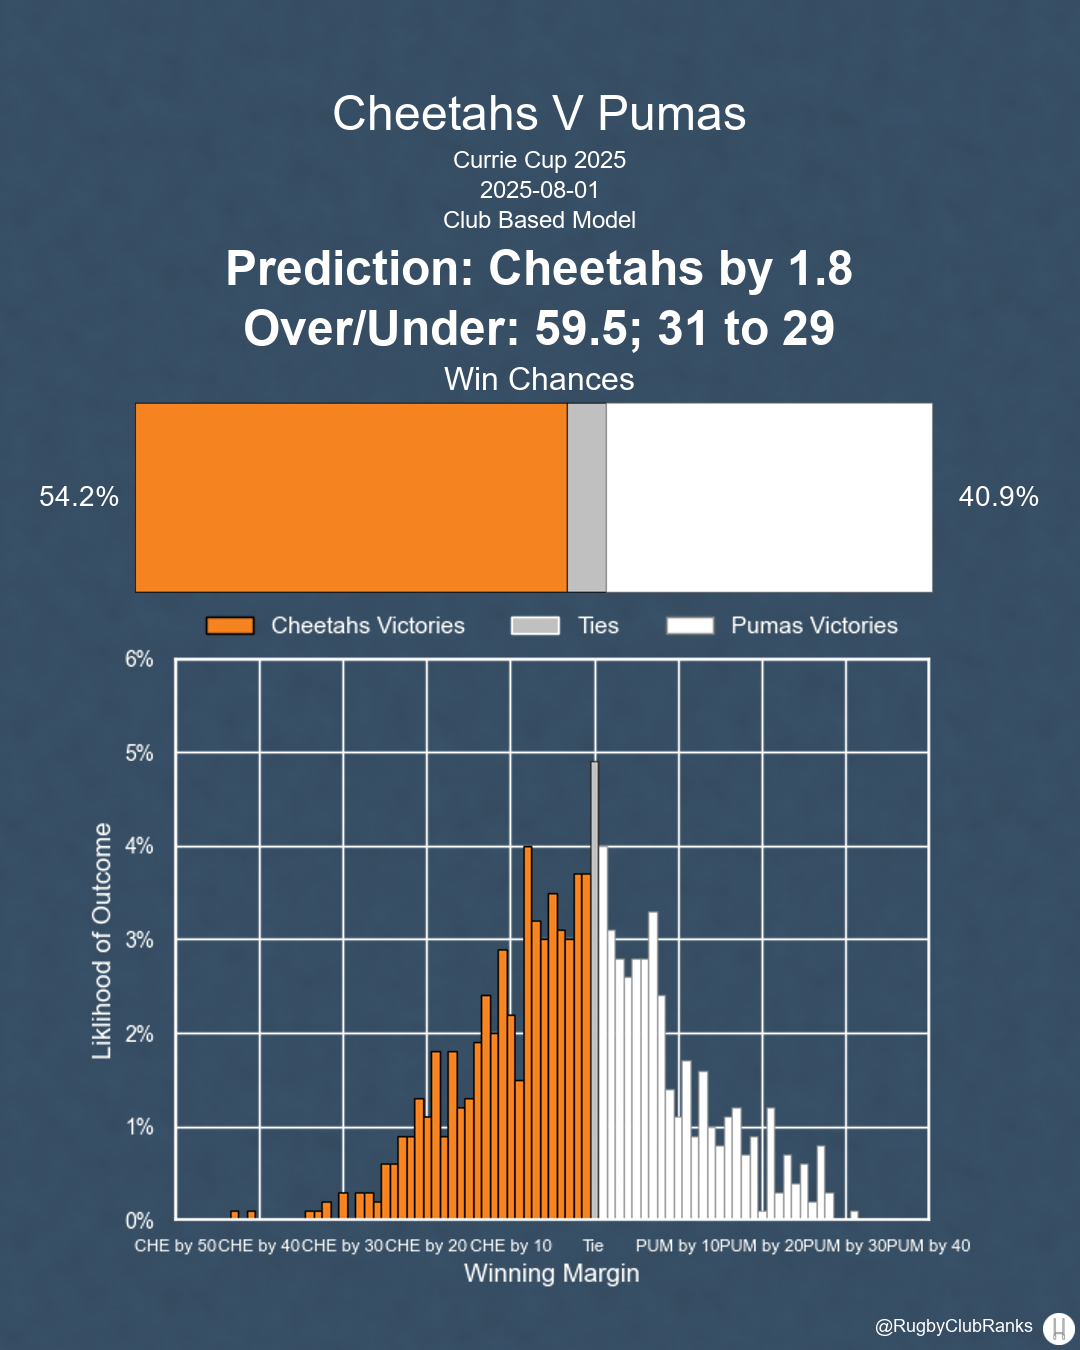 Cheetahs V Pumas
Currie Cup 2025
2025-08-01
Club Based Model
Prediction: Cheetahs by 1.8
Over/Under: 59.5; 31 to 29
Win Chances
54.2%
40.9%
Cheetahs Victories Ties Pumas Victories
6%
5%
4%
3%
2%
1%
0%
Liklihood of Outcome
CHE by 50 CHE by 40 CHE by 30 CHE by 20 CHE by 10 Tie PUM by 10 PUM by 20 PUM by 30 PUM by 40
Winning Margin
@RugbyClubRanks